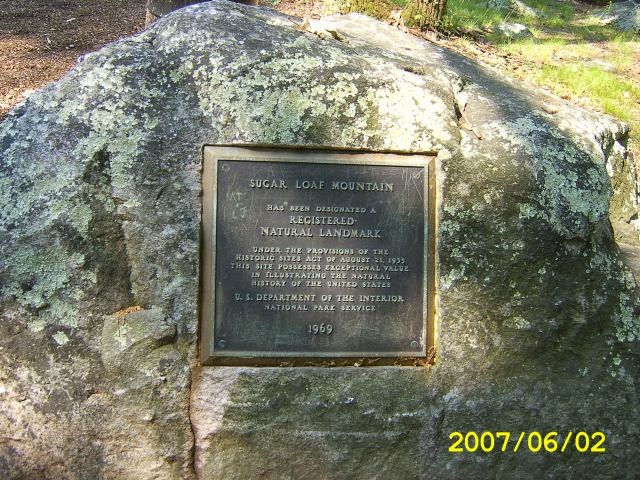 SUGAR LOAF MOUNTAIN
HAS BEEN DESIGNATED A
REGISTERED
NATURAL LANDMARK
UNDER THE PROVISIONS OF THE
HISTORIC SITES ACT OF AUGUST 21, 1935
THIS SITE POSSESSES EXCEPTIONAL VALUE
IN ILLUSTRATING THE NATURAL
HISTORY OF THE UNITED STATES
U. S. DEPARTMENT OF THE INTERIOR
NATIONAL PARK SERVICE
1969
2007/06/02